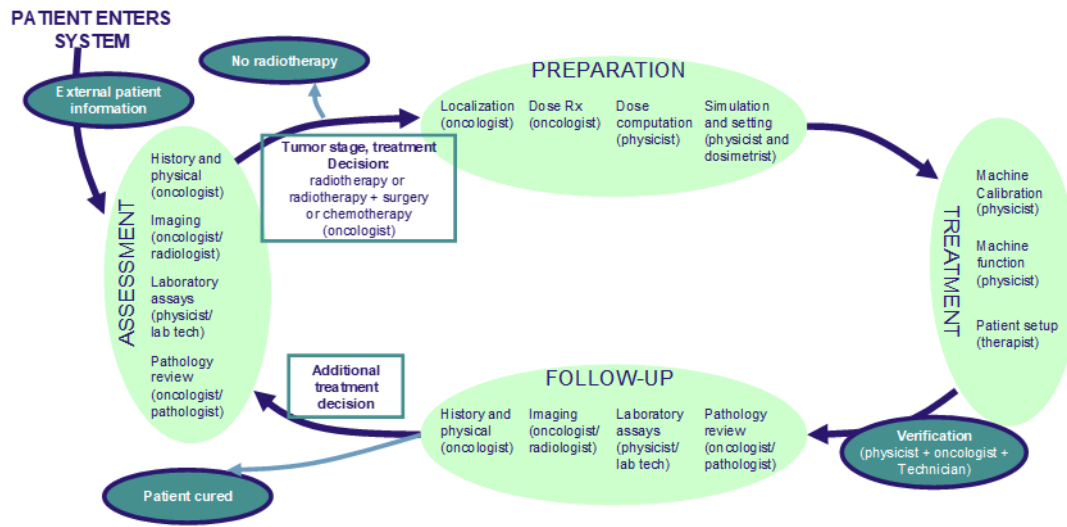 PATIENT ENTERS
SYSTEM
External patient
information
No radiotherapy
ASSESSMENT
History and
physical
(oncologist)
Imaging
(oncologist/
radiologist)
Laboratory
assays
(physicist/
lab tech)
Pathology
review
(oncologist/
pathologist)
Tumor stage, treatment
Decision:
radiotherapy or
radiotherapy + surgery
or chemotherapy
(oncologist)
PREPARATION
Localization
(oncologist)
Dose Rx
(oncologist)
Dose
computation
(physicist)
Simulation
and setting
(physicist and
dosimetrist)
TREATMENT
Machine
Calibration
(physicist)
Machine
function
(physicist)
Patient setup
(therapist)
Verification
(physicist + oncologist +
Technician)
FOLLOW-UP
History and
physical
(oncologist)
Imaging
(oncologist/
radiologist)
Laboratory
assays
(physicist/
lab tech)
Pathology
review
(oncologist/
pathologist)
Additional
treatment
decision
Patient cured